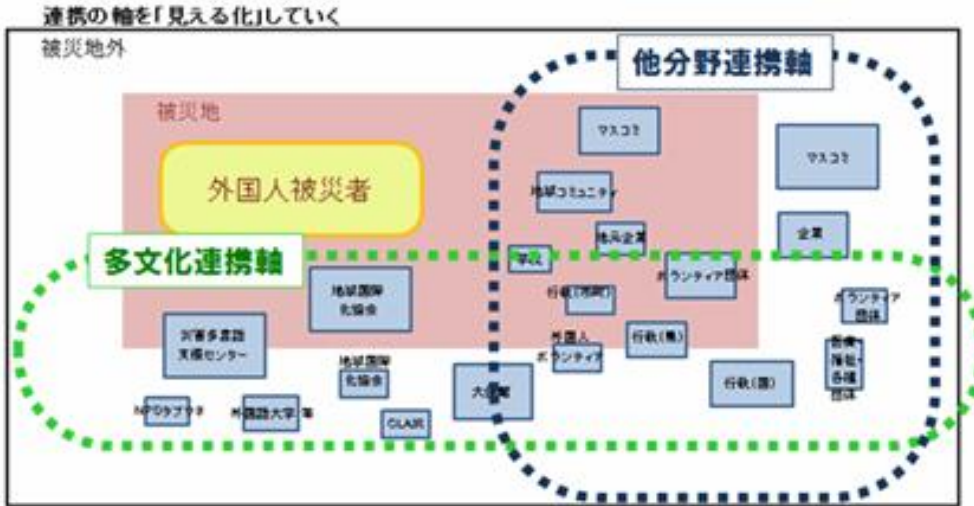 連携の軸を「見える化」していく
被災地外
他分野連携軸
被災地
マスコミ
マスコミ
外国人被災者
地域コミュニティ
地元企業
企業
多文化連携軸
学校
ボランティア団体
地域国際
化協会
行政(市町)
ボランティア
団体
災害多言語
支援センター
外国人
ボランティア
行政(県)
医療・
福祉・
各種
団体
地域国際
化協会
行政(国)
NPOタブマネ
外国語大学 等
CLAIR